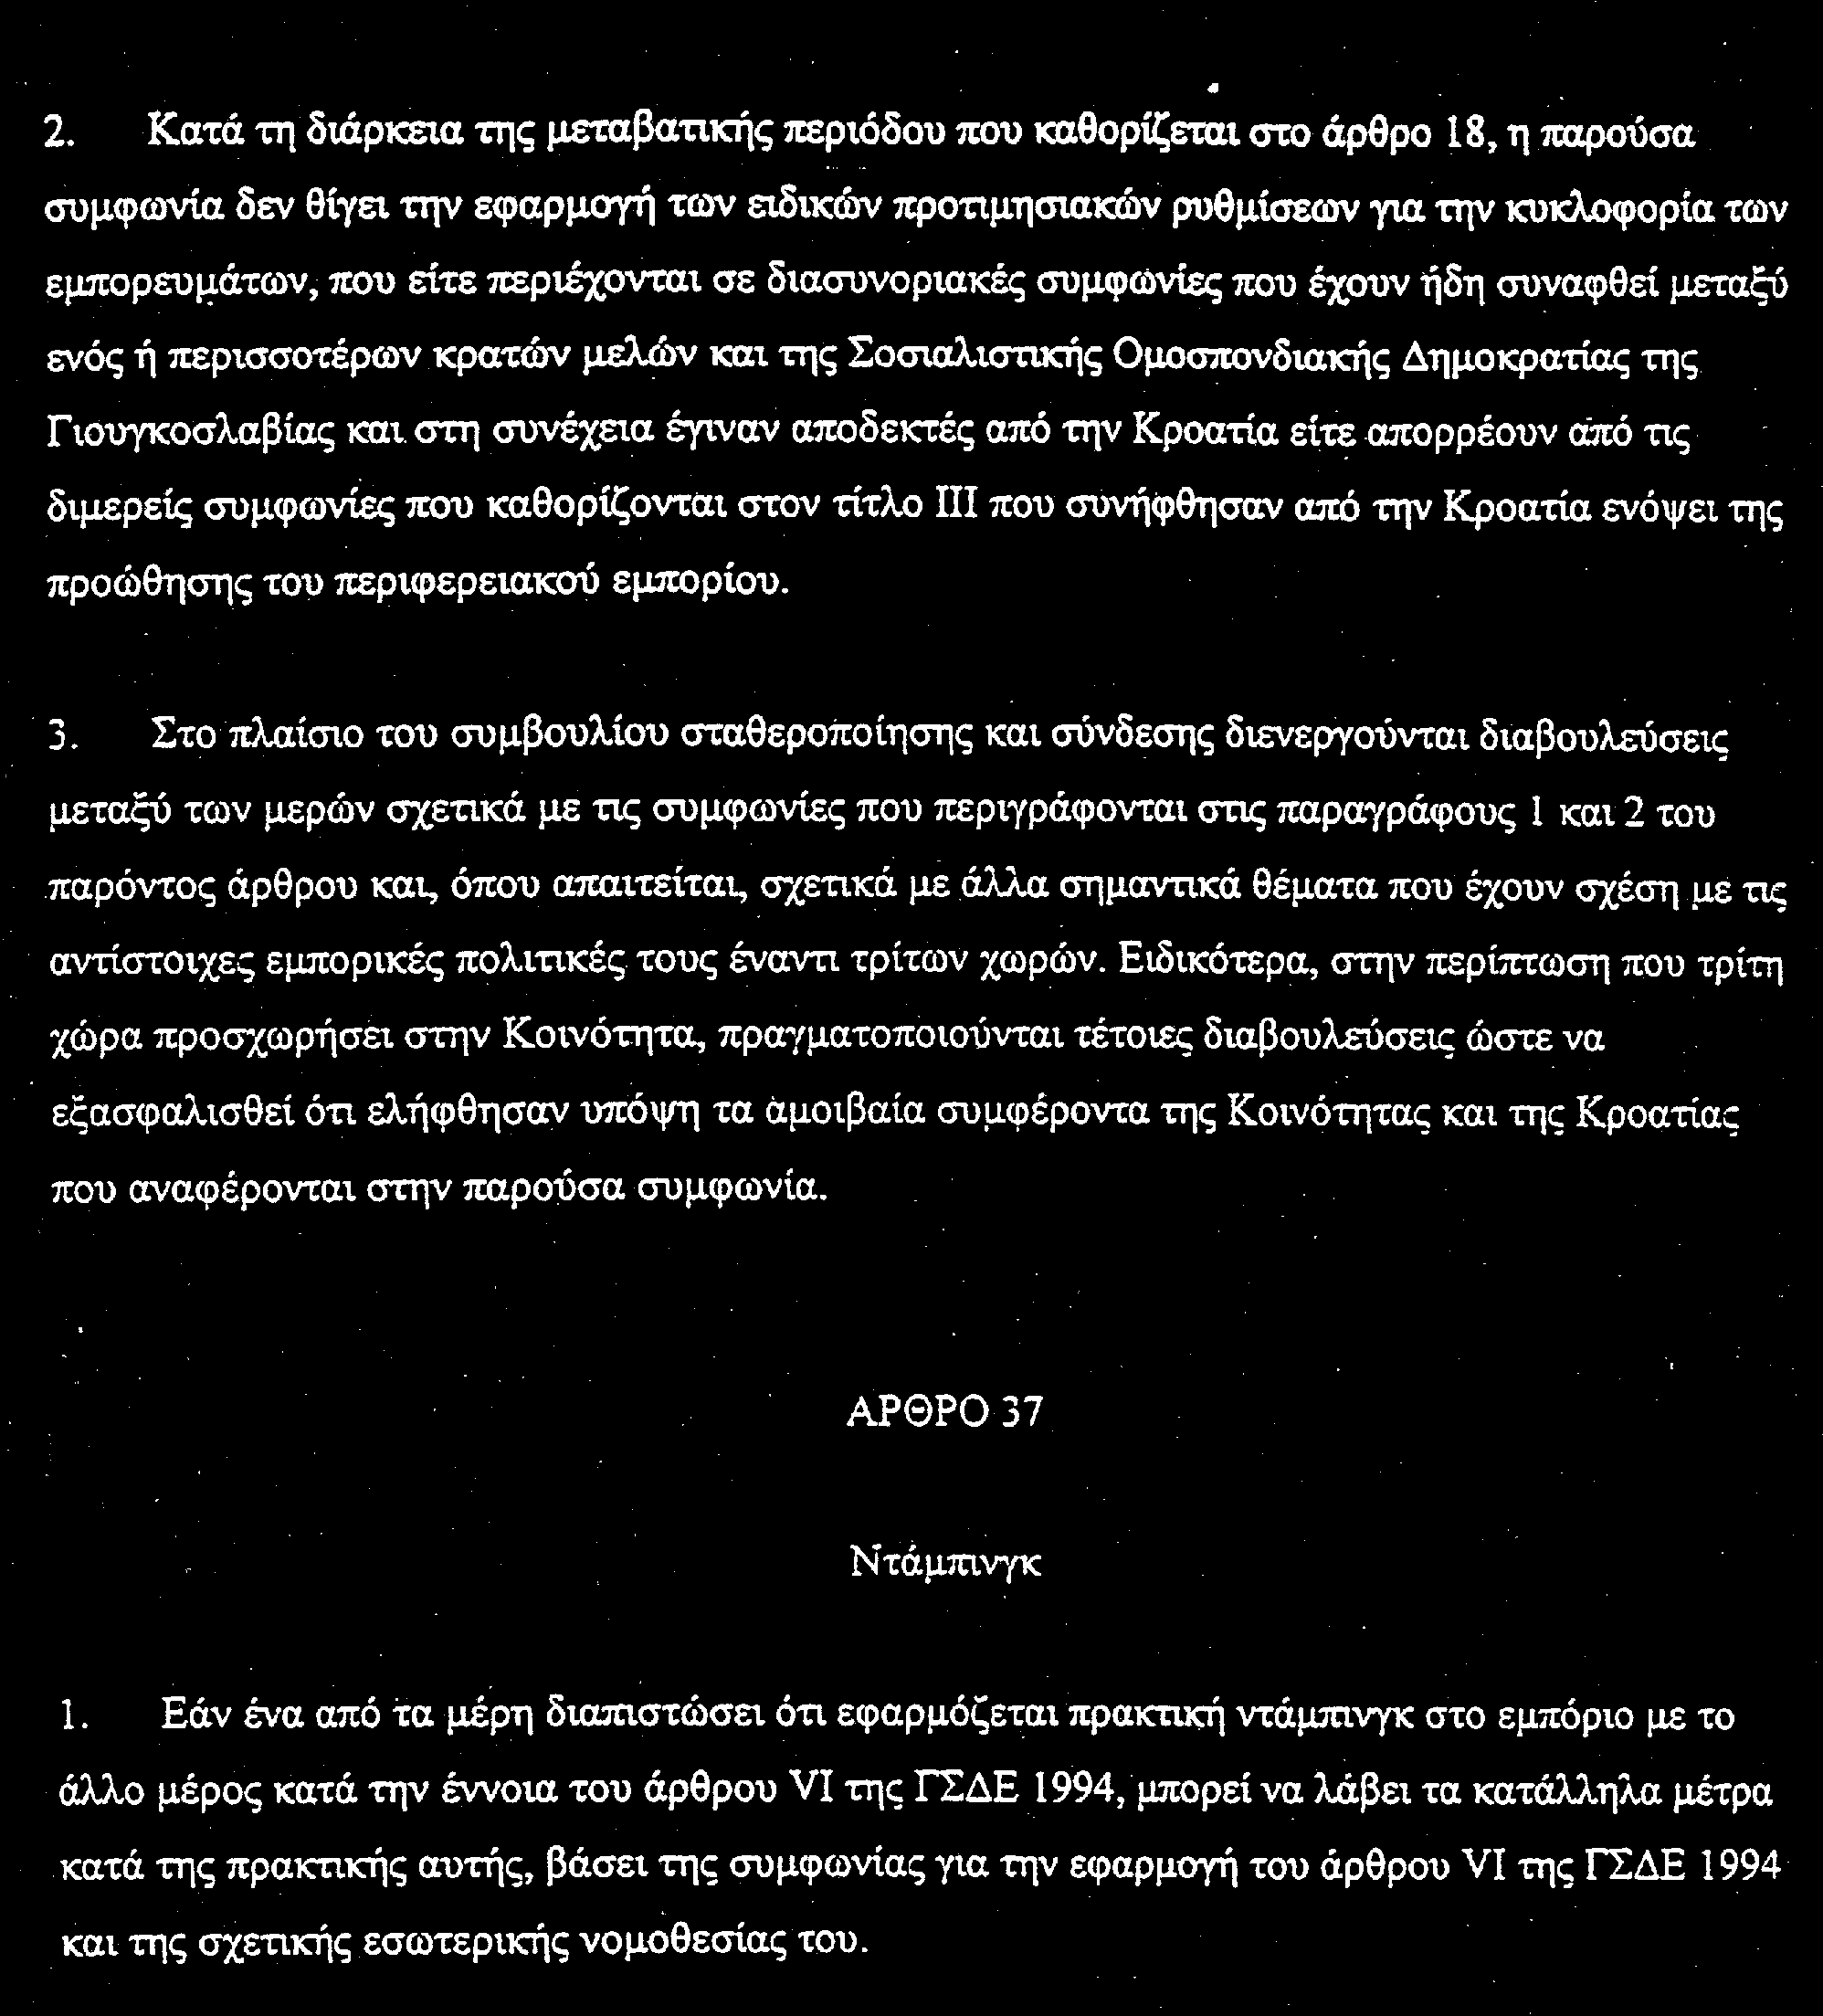 2. Κατά τη διάρκεια της μεταβατικής περιόδου που καθορίζεται στο άρθρο 18, η παρούσα
συμφωνία δεν θίγει την εφαρμογή των ειδικών προτιμησιακών ρυθμίσεων για την κυκλοφορία των
εμπορευμάτων, που είτε περιέχονται σε διασυνοριακές συμφωνίες που έχουν ήδη συναφθεί μεταξύ
ενός ή περισσοτέρων κρατών μελών και της Σοσιαλιστικής Ομοσπονδιακής Δημοκρατίας της
Γιουγκοσλαβίας και στη συνέχεια έγιναν αποδεκτές από την Κροατία είτε απορρέουν από τις
διμερείς συμφωνίες που καθορίζονται στον τίτλο III που συνήφθησαν από την Κροατία ενόψει της
προώθησης του περιφερειακού εμπορίου.
3. Στο πλαίσιο του συμβουλίου σταθεροποίησης και σύνδεσης διενεργούνται διαβουλεύσεις
μεταξύ των μερών σχετικά με τις συμφωνίες που περιγράφονται στις παραγράφους 1 και 2 του
παρόντος άρθρου και, όπου απαιτείται, σχετικά με άλλα σημαντικά θέματα που έχουν σχέση με τις
αντίστοιχες εμπορικές πολιτικές τους έναντι τρίτων χωρών. Ειδικότερα, στην περίπτωση που τρίτη
χώρα προσχωρήσει στην Κοινότητα, πραγματοποιούνται τέτοιες διαβουλεύσεις ώστε να
εξασφαλισθεί ότι ελήφθησαν υπόψη τα αμοιβαία συμφέροντα της Κοινότητας και της Κροατίας
που αναφέρονται στην παρούσα συμφωνία.
ΑΡΘΡΟ 37
Ντάμπινγκ
1. Εάν ένα από τα μέρη διαπιστώσει ότι εφαρμόζεται πρακτική ντάμπινγκ στο εμπόριο με το
άλλο μέρος κατά την έννοια του άρθρου VI της ΓΣΔΕ 1994, μπορεί να λάβει τα κατάλληλα μέτρα
κατά της πρακτικής αυτής, βάσει της συμφωνίας για την εφαρμογή του άρθρου VI της ΓΣΔΕ 1994
και της σχετικής εσωτερικής νομοθεσίας του.